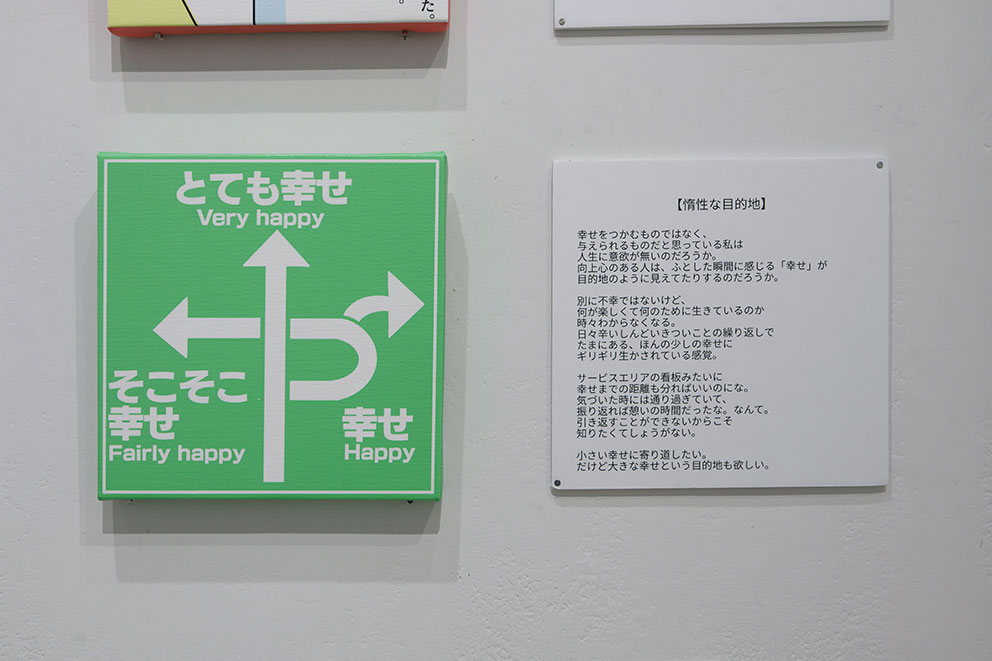 た。
。
とても幸せ
Very happy
そこそこ
幸せ
Fairly happy
幸せ
Happy
【惰性な目的地】
幸せをつかむものではなく、
与えられるものだと思っている私は
人生に意欲が無いのだろうか。
向上心のある人は、ふとした瞬間に感じる「幸せ」が
目的地のように見えてたりするのだろうか。
別に不幸ではないけど、
何が楽しくて何のために生きているのか
時々わからなくなる。
日々辛いしんどいきついことの繰り返しで
たまにある、ほんの少しの幸せに
ギリギリ生かされている感覚。
サービスエリアの看板みたいに
幸せまでの距離も分ればいいのにな。
気づいた時には通り過ぎていて、
振り返れば憩いの時間だったな。なんて。
引き返すことができないからこそ
知りたくてしょうがない。
小さい幸せに寄り道したい。
だけど大きな幸せという目的地も欲しい。